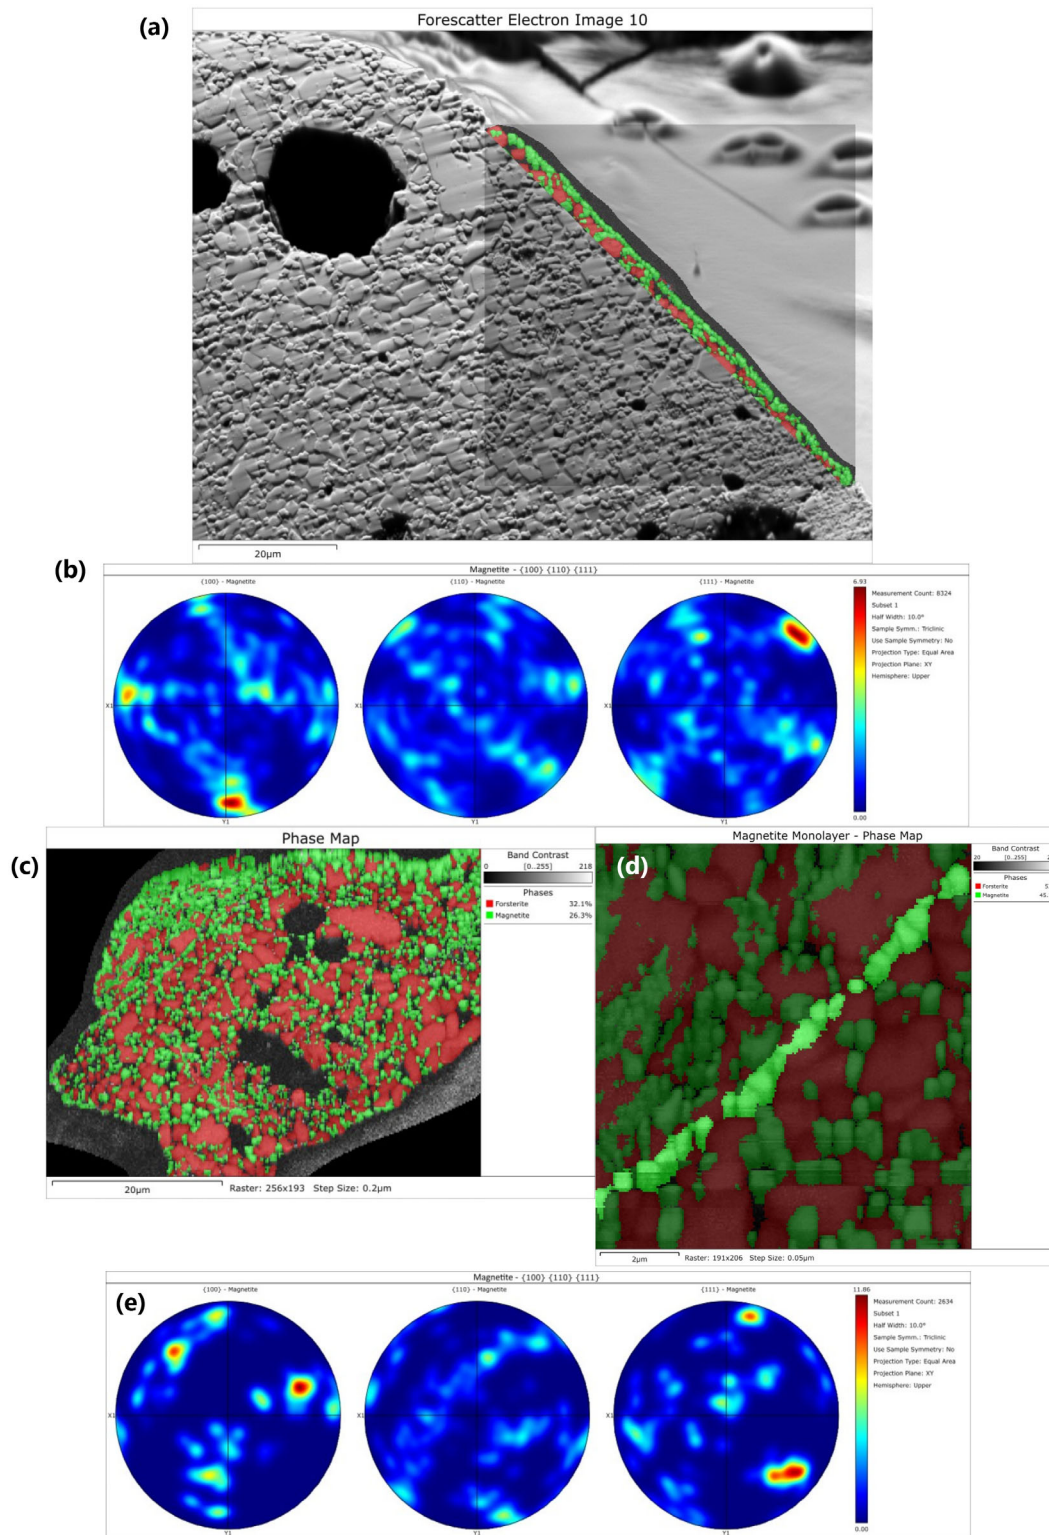 (a)
Forescatter Electron Image 10
20μm
(b)
Magnetite - {100} {110} {111}
{100} - Magnetite
{110} - Magnetite
{111} - Magnetite
X1
X1
X1
Y1
Y1
Y1
6.93
0.00
Measurement Count: 8324
Subset 1
Half Width: 10.0°
Sample Symm.: Triclinic
Use Sample Symmetry: No
Projection Type: Equal Area
Projection Plane: XY
Hemisphere: Upper
(c)
Phase Map
Band Contrast
0 [0..255] 218
Phases
Forsterite 32.1%
Magnetite 26.3%
20μm Raster: 256x193 Step Size: 0.2μm
(d)
Magnetite Monolayer - Phase Map
Band Contrast
20 [0..255] 2
Phases
Forsterite 5
Magnetite 45.
2μm Raster: 191x206 Step Size: 0.05μm
(e)
Magnetite - {100} {110} {111}
{100} - Magnetite
{110} - Magnetite
{111} - Magnetite
X1
X1
X1
Y1
Y1
Y1
11.86
0.00
Measurement Count: 2634
Subset 1
Half Width: 10.0°
Sample Symm.: Triclinic
Use Sample Symmetry: No
Projection Type: Equal Area
Projection Plane: XY
Hemisphere: Upper